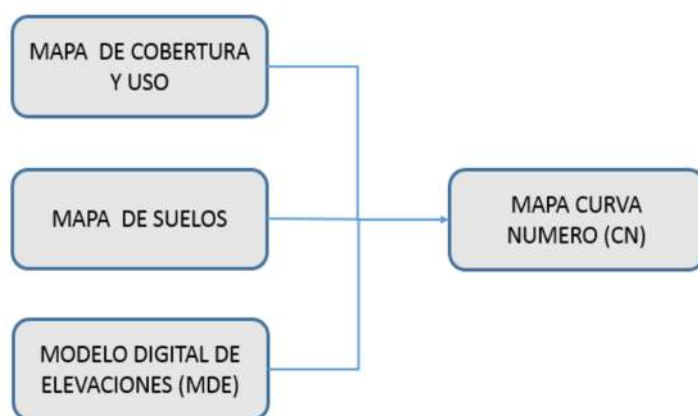 MAPA DE COBERTURA
Y USO
MAPA DE SUELOS
MODELO DIGITAL DE
ELEVACIONES (MDE)
MAPA CURVA
NUMERO (CN)